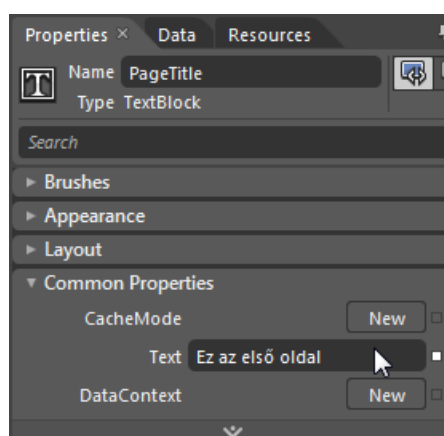 Properties × Data Resources
Name PageTitle
Type TextBlock
Search
Brushes
Appearance
Layout
Common Properties
CacheMode New
Text Ez az első oldal
DataContext New